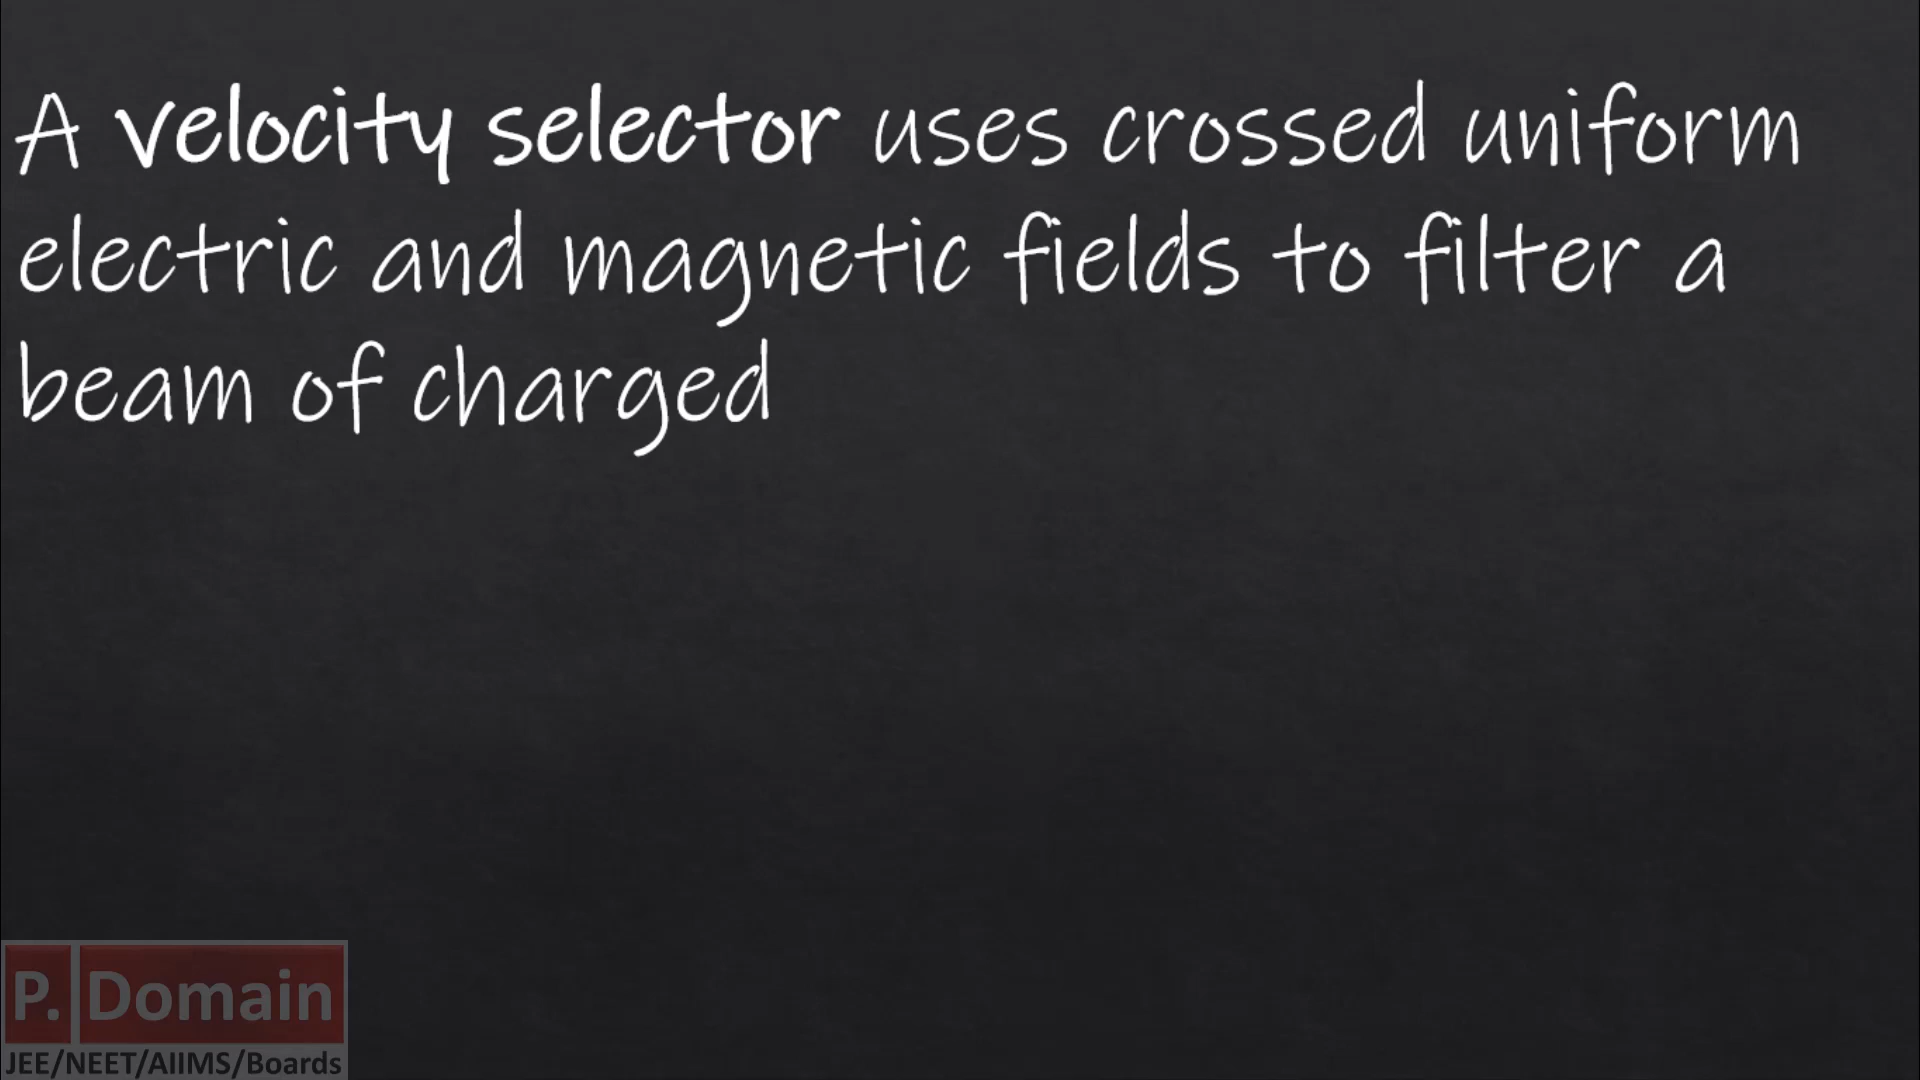 A velocity selector uses crossed uniform
electric and magnetic fields to filter a
beam of charged
P. Domain
JEE/NEET/AIIMS/Boards